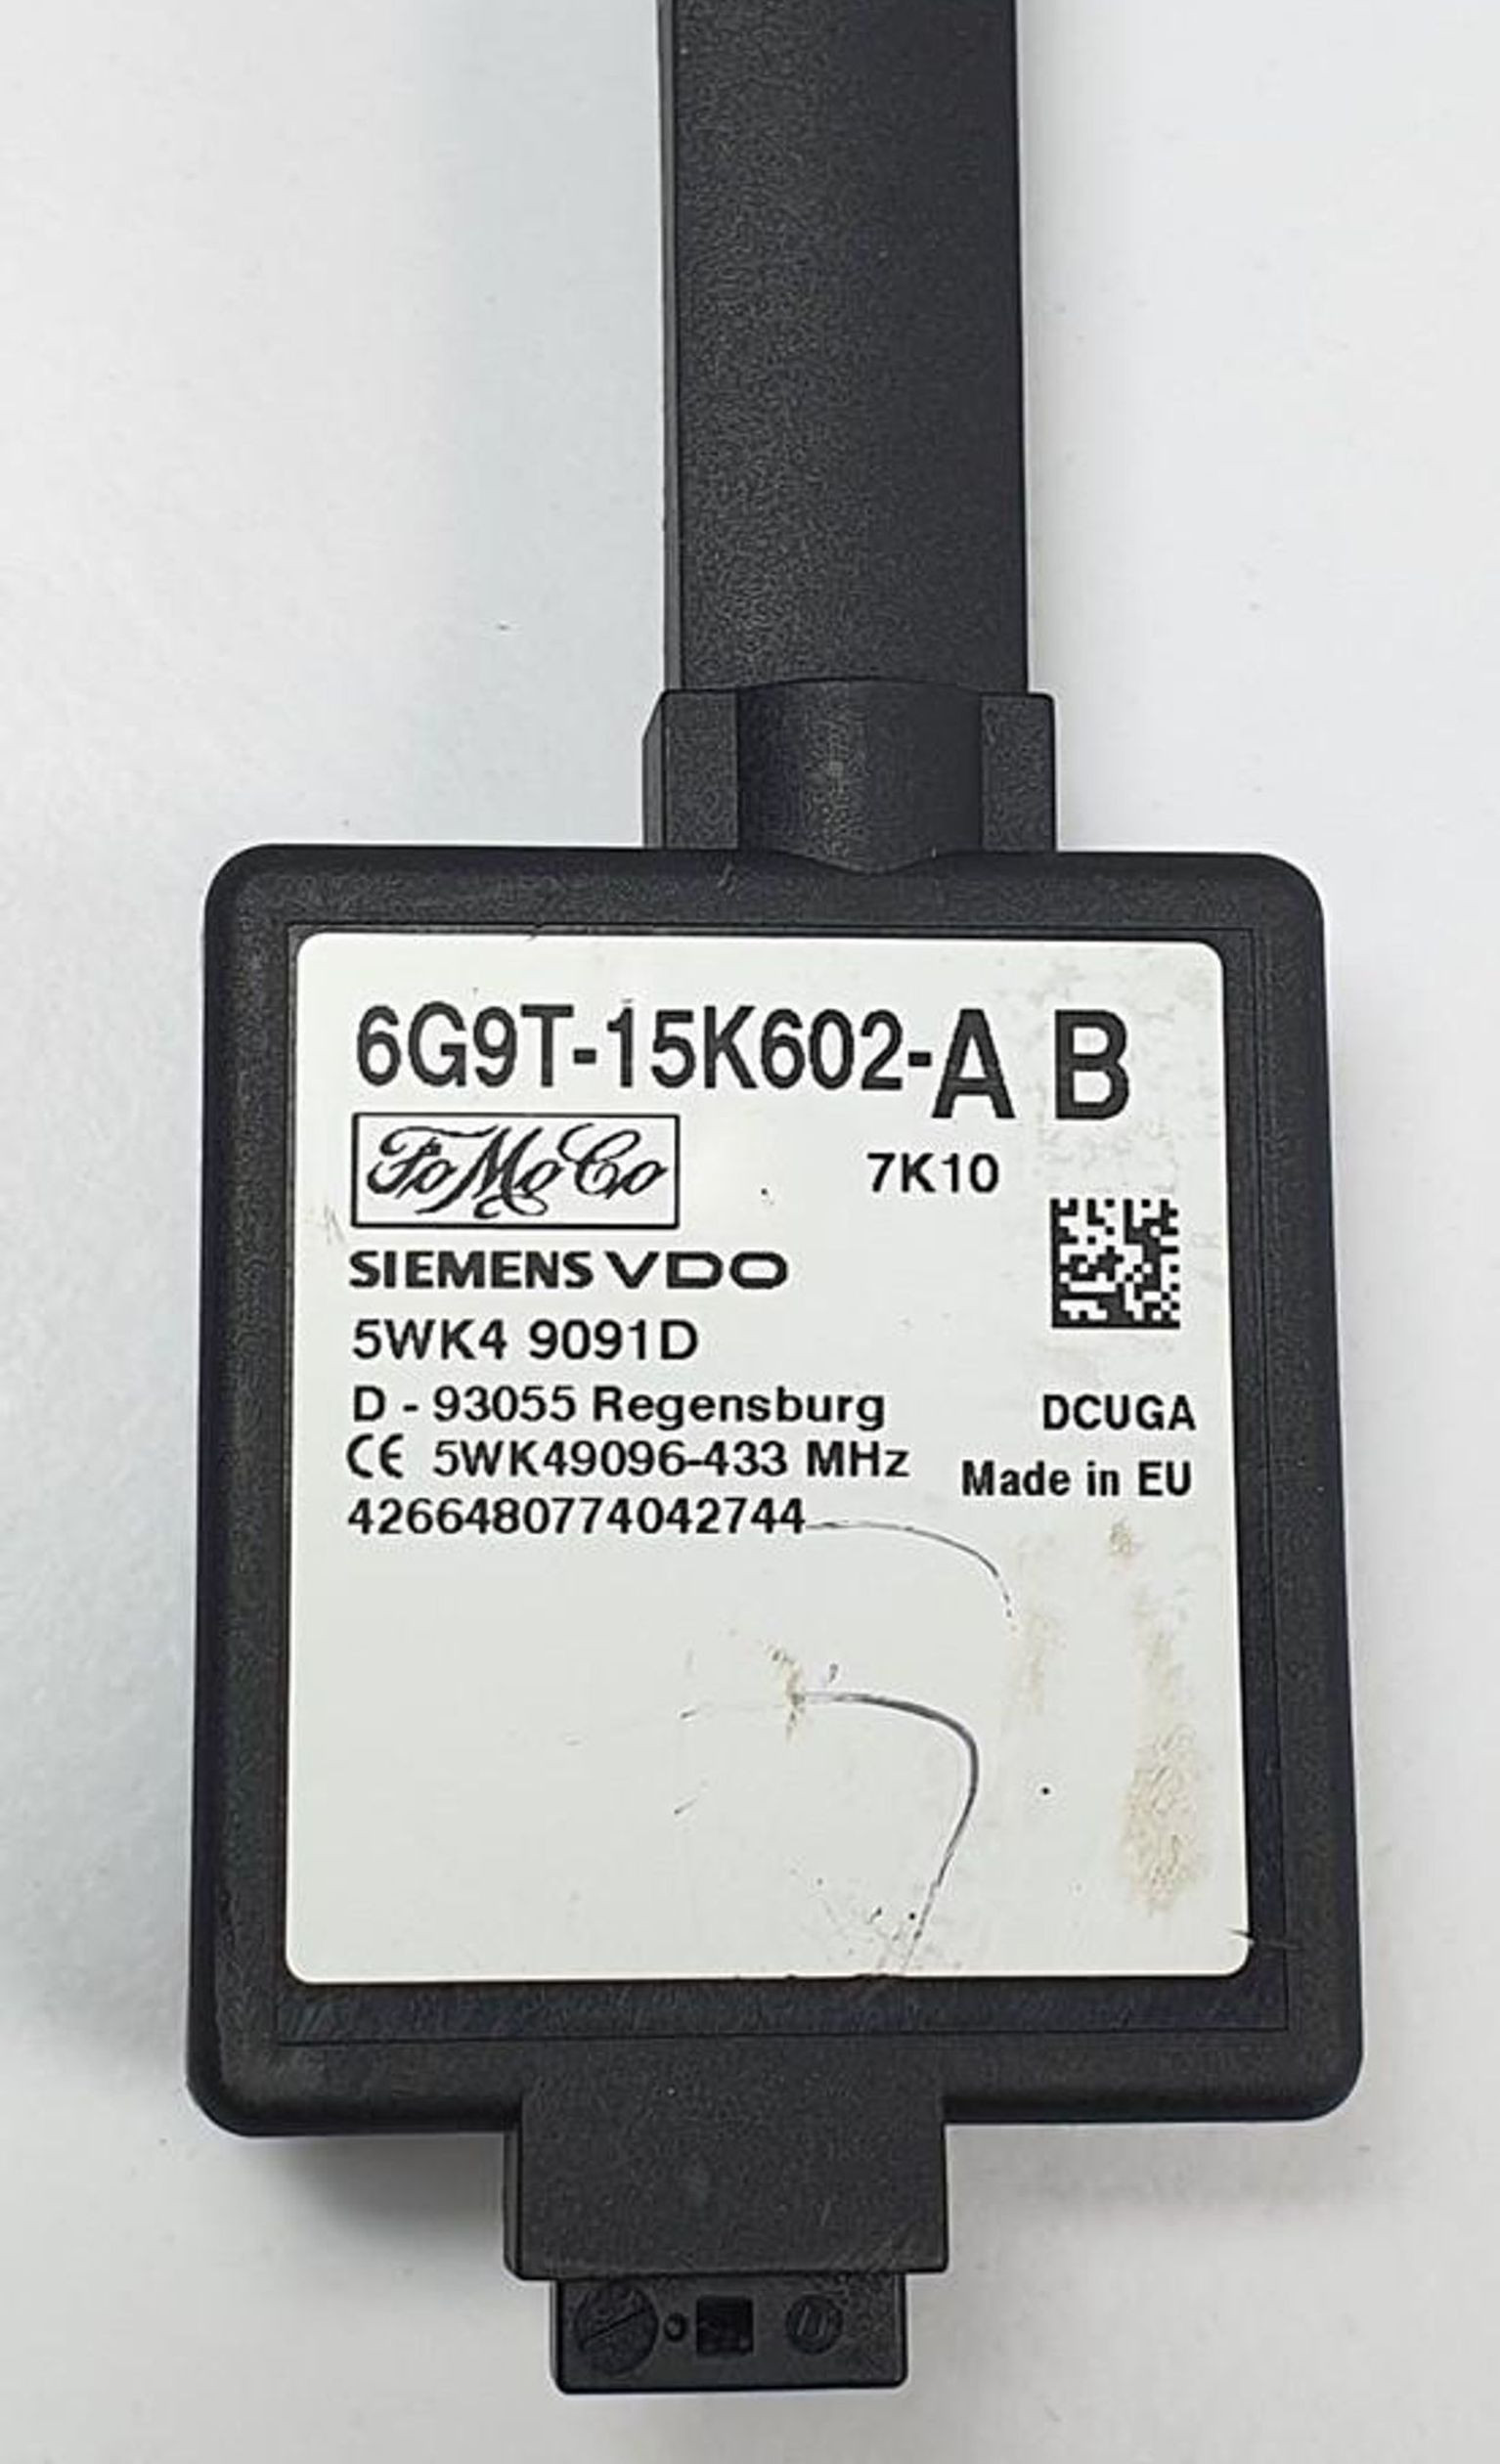 6G9T-15K602-A B
FoMoCo
7K10
SIEMENS VDO
5WK4 9091D
D - 93055 Regensburg
DCUGA
CE 5WK49096-433 MHz
Made in EU
4266480774042744